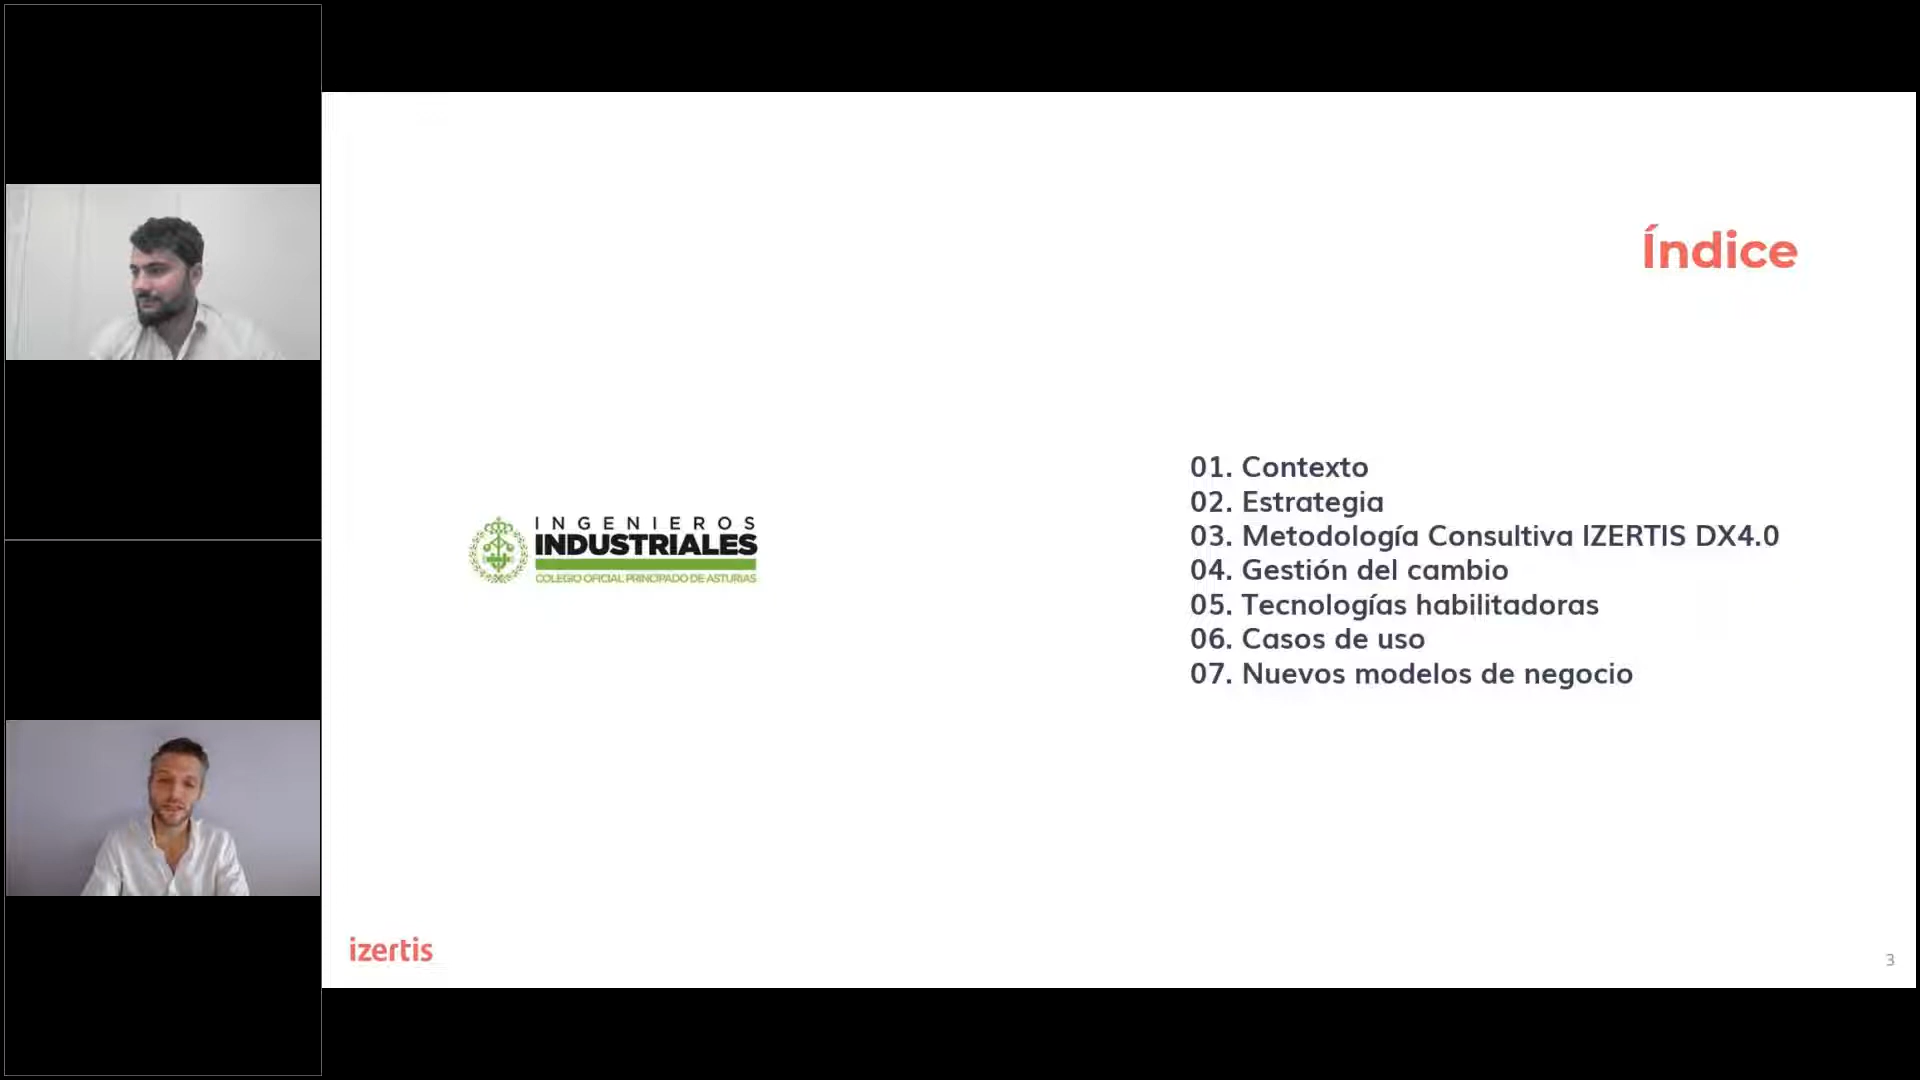 Índice
INGENIEROS
INDUSTRIALES
COLEGIO OFICIAL PRINCIPADO DE ASTURIAS
01. Contexto
02. Estrategia
03. Metodología Consultiva IZERTIS DX4.0
04. Gestión del cambio
05. Tecnologías habilitadoras
06. Casos de uso
07. Nuevos modelos de negocio
izertis
3